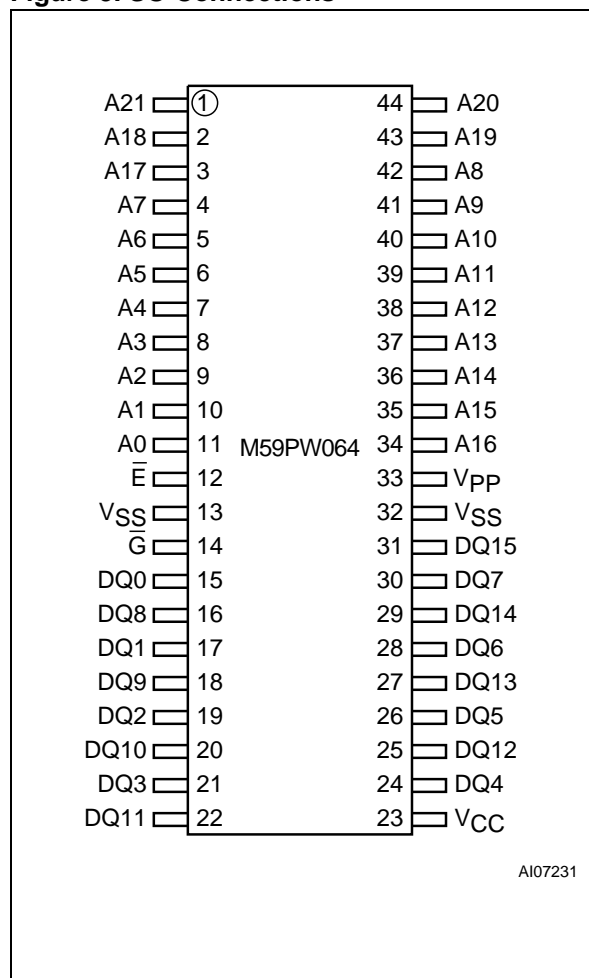 SO Connections
A21 1 44 A20
A18 2 43 A19
A17 3 42 A8
A7 4 41 A9
A6 5 40 A10
A5 6 39 A11
A4 7 38 A12
A3 8 37 A13
A2 9 36 A14
A1 10 35 A15
A0 11 M59PW064 34 A16
E̅ 12 33 VPP
VSS 13 32 VSS
G̅ 14 31 DQ15
DQ0 15 30 DQ7
DQ8 16 29 DQ14
DQ1 17 28 DQ6
DQ9 18 27 DQ13
DQ2 19 26 DQ5
DQ10 20 25 DQ12
DQ3 21 24 DQ4
DQ11 22 23 VCC
AI07231